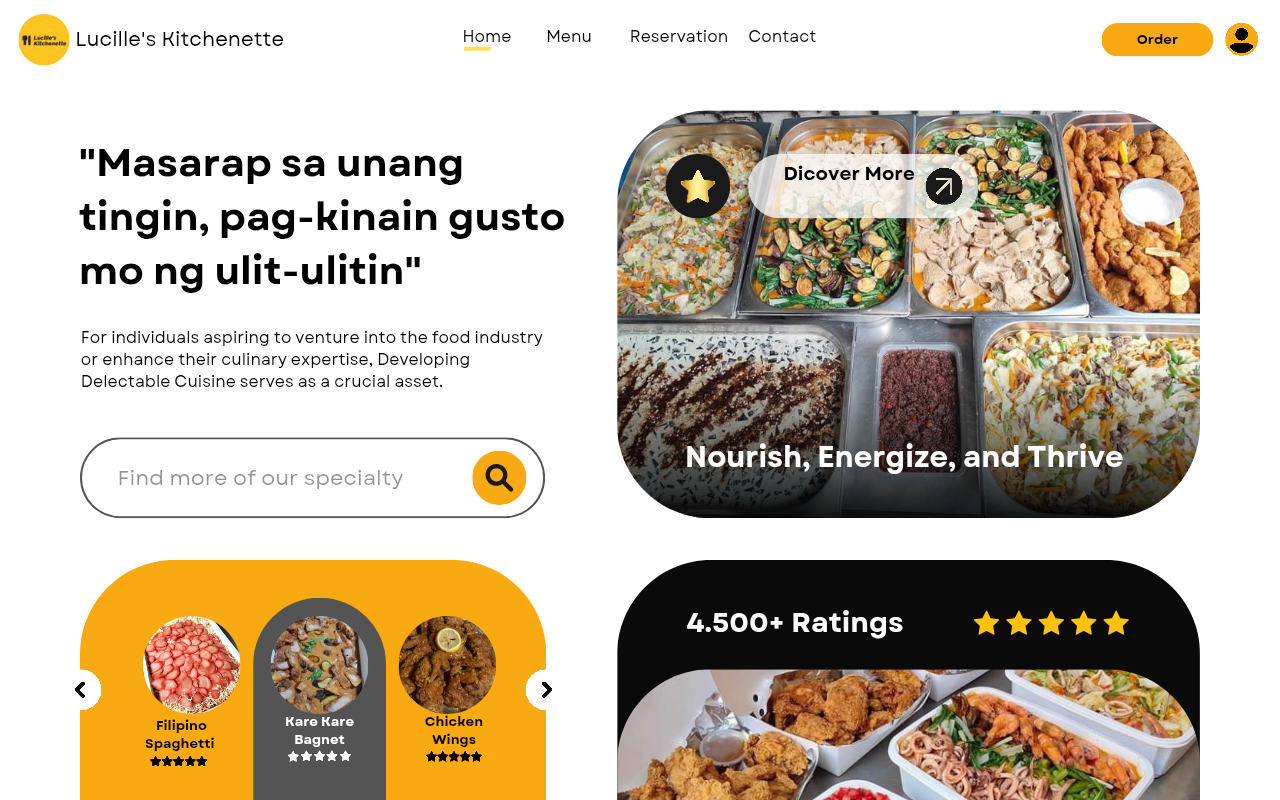 Lucille's
Kitchenette
Lucille's Kitchenette
Home
Menu
Reservation
Contact
Order
"Masarap sa unang
tingin, pag-kinain gusto
mo ng ulit-ulitin"
For individuals aspiring to venture into the food industry
or enhance their culinary expertise, Developing
Delectable Cuisine serves as a crucial asset.
Find more of our specialty
Dicover More
Nourish, Energize, and Thrive
Filipino
Spaghetti
Kare Kare
Bagnet
Chicken
Wings
4.500+ Ratings